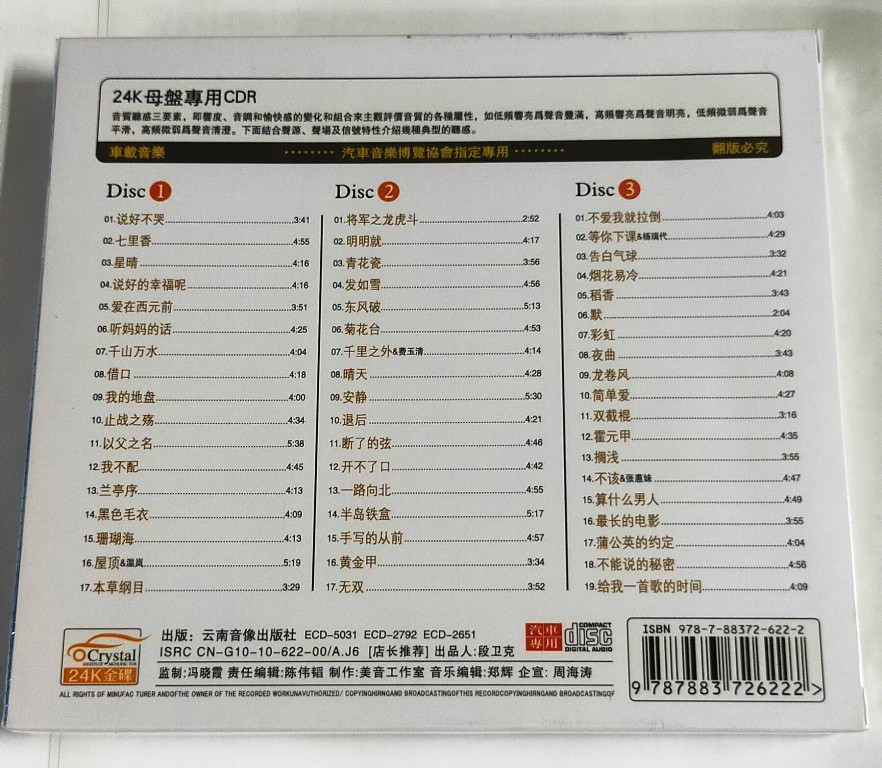 24K母盤專用CDR
音質聽感三要素，即響度、音調和愉快感的變化和組合來主觀評價音質的各種屬性，如低頻響亮爲聲音豐滿，高頻響亮爲聲音明亮，低頻微弱爲聲音
平滑，高頻微弱爲聲音清澄。下面結合聲源、聲場及信號特性介紹幾種典型的聽感。
車載音樂 ········ 汽車音樂博覽協會指定專用 ········ 翻版必究
Disc 1
01.说好不哭 3:41
02.七里香 4:55
03.星晴 4:16
04.说好的幸福呢 4:16
05.爱在西元前 3:51
06.听妈妈的话 4:25
07.千山万水 4:04
08.借口 4:18
09.我的地盘 4:00
10.止战之殇 4:34
11.以父之名 5:38
12.我不配 4:45
13.兰亭序 4:13
14.黑色毛衣 4:09
15.珊瑚海 4:13
16.屋顶&温岚 5:19
17.本草纲目 3:29
Disc 2
01.将军之龙虎斗 2:52
02.明明就 4:17
03.青花瓷 3:56
04.发如雪 4:56
05.东风破 5:13
06.菊花台 4:53
07.千里之外&费玉清 4:14
08.晴天 4:28
09.安静 5:30
10.退后 4:21
11.断了的弦 4:46
12.开不了口 4:42
13.一路向北 4:55
14.半岛铁盒 5:17
15.手写的从前 4:57
16.黄金甲 3:34
17.无双 3:52
Disc 3
01.不爱我就拉倒 4:03
02.等你下课&杨瑞代 4:29
03.告白气球 3:32
04.烟花易冷 4:21
05.稻香 3:43
06.默 2:04
07.彩虹 4:20
08.夜曲 3:43
09.龙卷风 4:08
10.简单爱 4:27
11.双截棍 3:16
12.霍元甲 4:35
13.搁浅 3:55
14.不该&张惠妹 4:47
15.算什么男人 4:49
16.最长的电影 3:55
17.蒲公英的约定 4:04
18.不能说的秘密 4:56
19.给我一首歌的时间 4:09
Crystal
RIGHTS OF MANUFACTOR
24K金碟
出版：云南音像出版社 ECD-5031 ECD-2792 ECD-2651
ISRC CN-G10-10-622-00/A.J6 [店长推荐] 出品人:段卫克
监制:冯晓霞 责任编辑:陈伟韬 制作:美音工作室 音乐编辑:郑辉 企宣: 周海涛
ALL RIGHTS OF MINUFAC TURER ANDOFTHE OWNER OF THE RECORDED WORKUNAUTHORIZED/ COPYINGHIRNGAND BROADCASTINGOFTHIS RECORDCOPYINGHIRNGAND BROADCASTINGOF
汽車
專用
COMPACT
disc
DIGITAL AUDIO
ISBN 978-7-88372-622-2
9 787883 726222 >